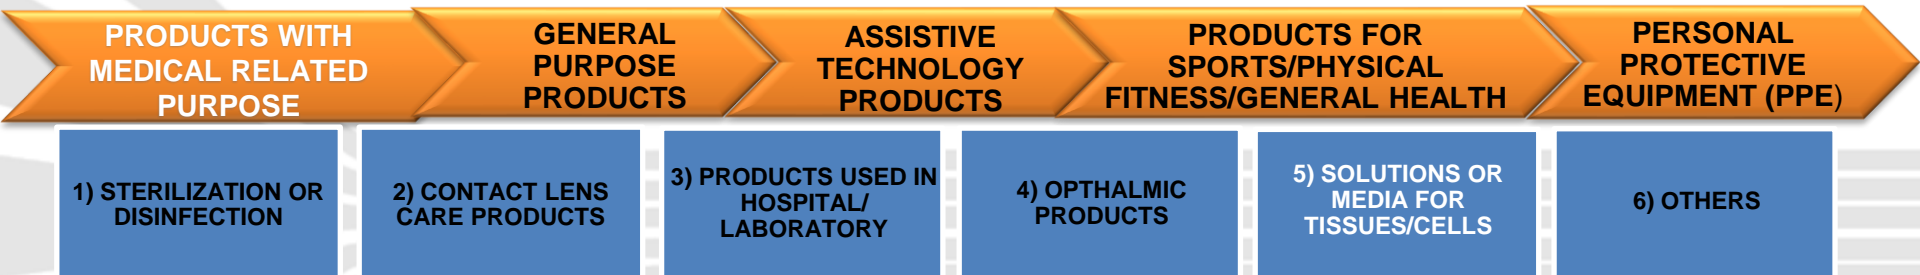 PRODUCTS WITH
MEDICAL RELATED
PURPOSE
GENERAL
PURPOSE
PRODUCTS
ASSISTIVE
TECHNOLOGY
PRODUCTS
PRODUCTS FOR
SPORTS/PHYSICAL
FITNESS/GENERAL HEALTH
PERSONAL
PROTECTIVE
EQUIPMENT (PPE)
1) STERILIZATION OR
DISINFECTION
2) CONTACT LENS
CARE PRODUCTS
3) PRODUCTS USED IN
HOSPITAL/
LABORATORY
4) OPTHALMIC
PRODUCTS
5) SOLUTIONS OR
MEDIA FOR
TISSUES/CELLS
6) OTHERS